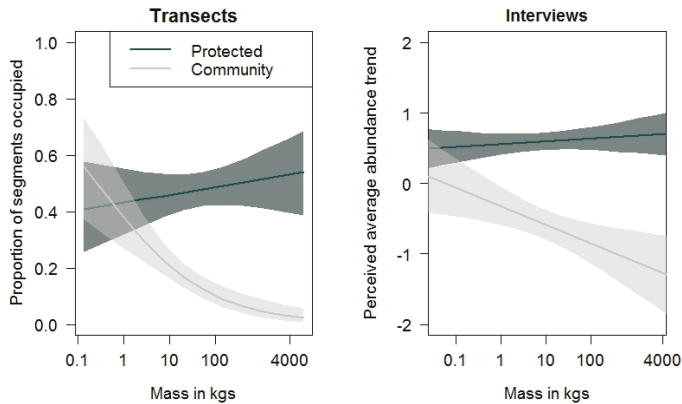 Transects
Proportion of segments occupied
1.0
0.8
0.6
0.4
0.2
0.0
Protected
Community
0.1 1 10 100 4000
Mass in kgs
Interviews
Perceived average abundance trend
2
1
0
-1
-2
0.1 1 10 100 4000
Mass in kgs